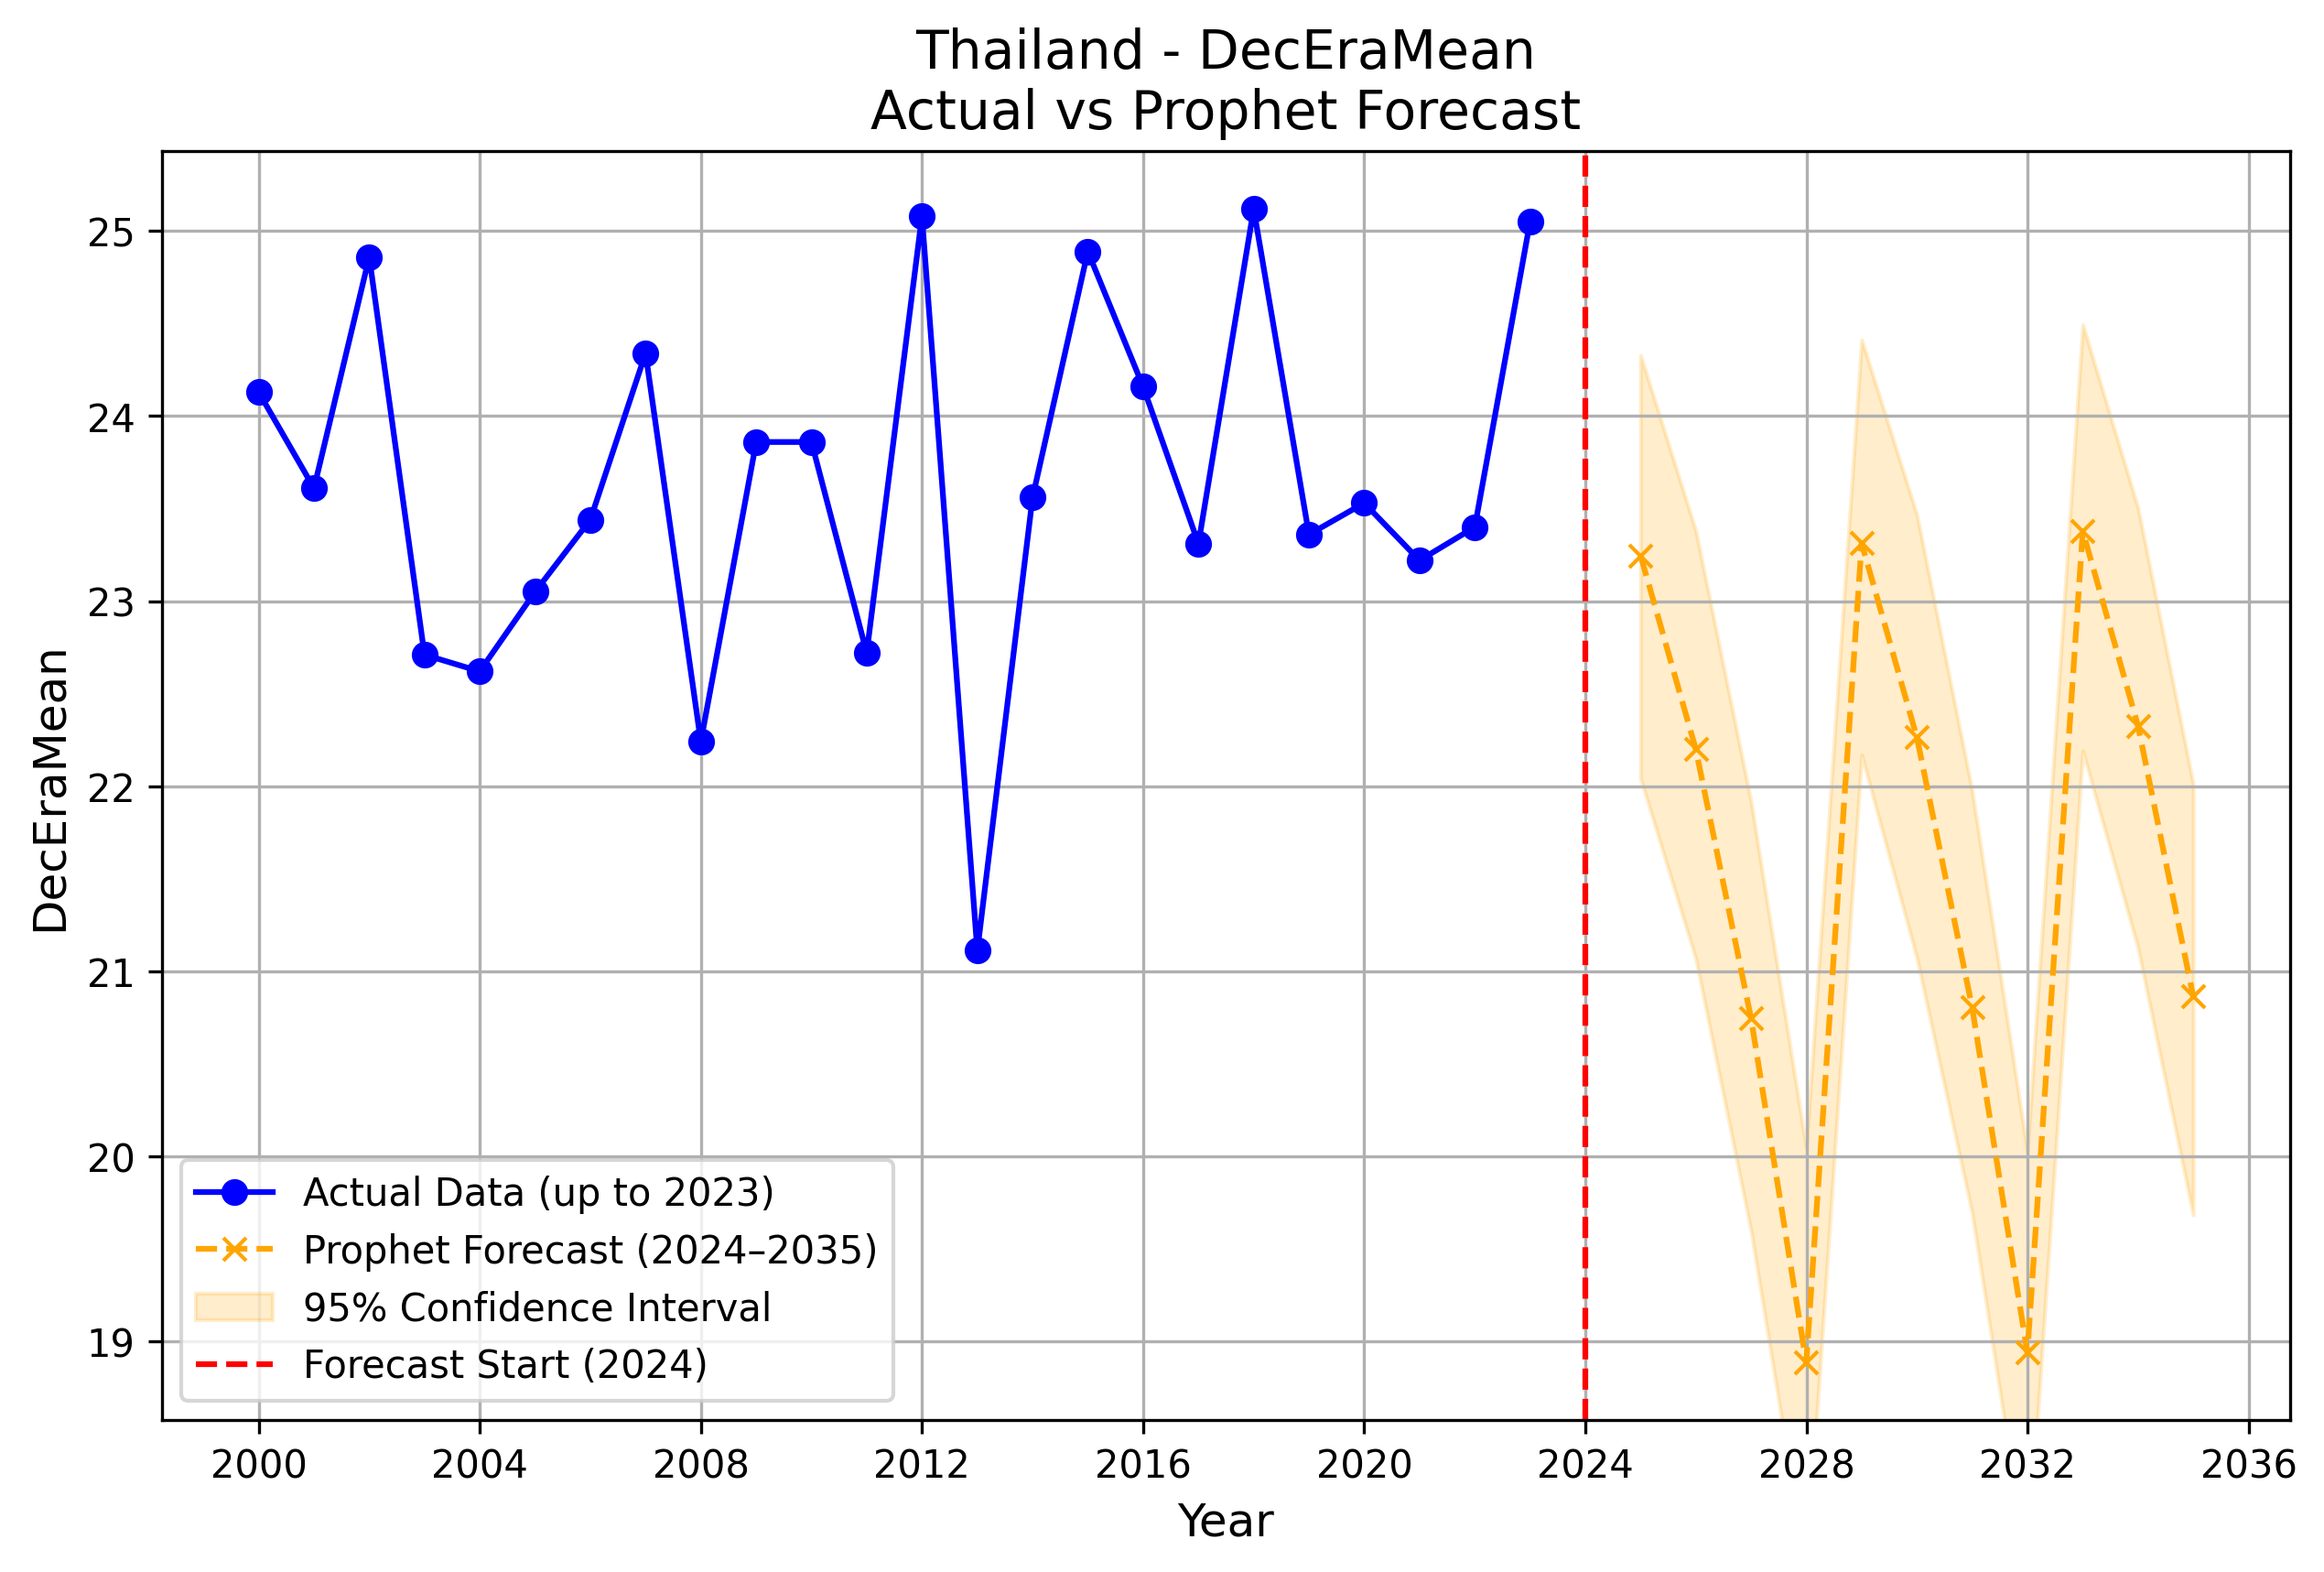 Thailand - DecEraMean
Actual vs Prophet Forecast
DecEraMean
25
24
23
22
21
20
19
Actual Data (up to 2023)
Prophet Forecast (2024–2035)
95% Confidence Interval
Forecast Start (2024)
2000 2004 2008 2012 2016 2020 2024 2028 2032 2036
Year